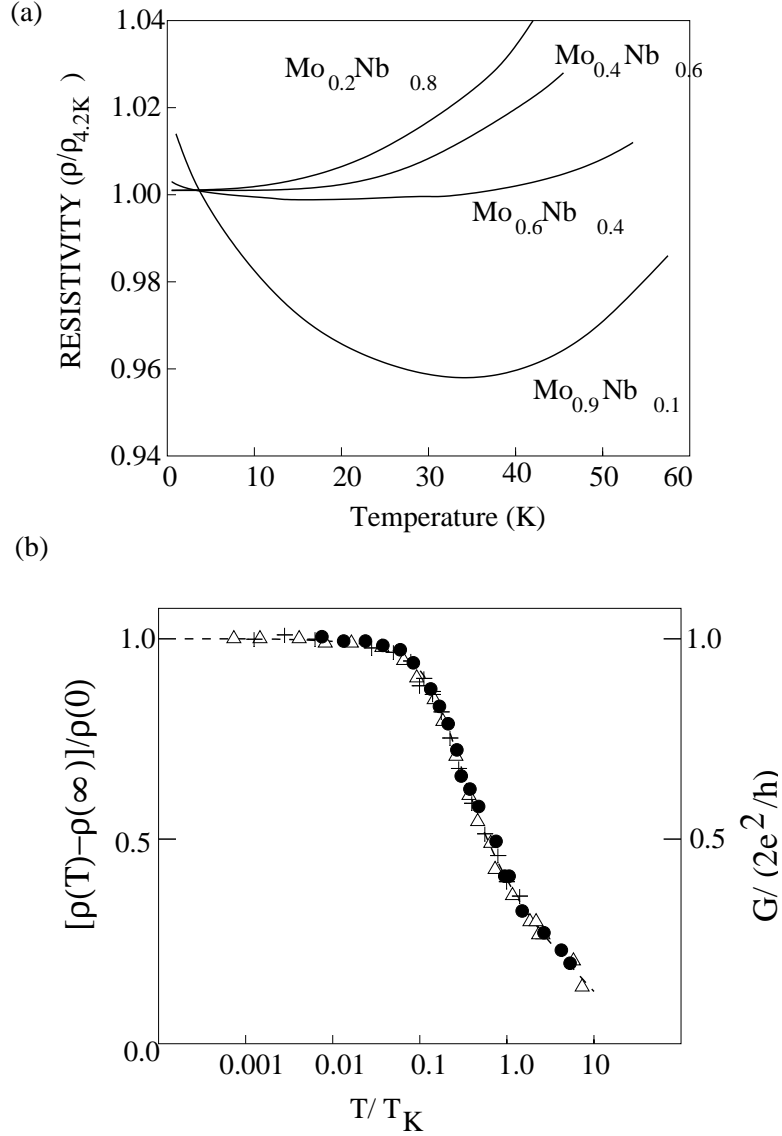 (a)
1.04
1.02
1.00
0.98
0.96
0.94
RESISTIVITY (ρ/ρ4.2K )
Mo0.2Nb 0.8
Mo0.4Nb 0.6
Mo0.6Nb 0.4
Mo0.9Nb 0.1
0 10 20 30 40 50 60
Temperature (K)
(b)
[ρ(T)−ρ(∞)]/ρ(0)
1.0
0.5
0.0
1.0
0.5
G/ (2e2/h)
0.001 0.01 0.1 1.0 10
T/ TK